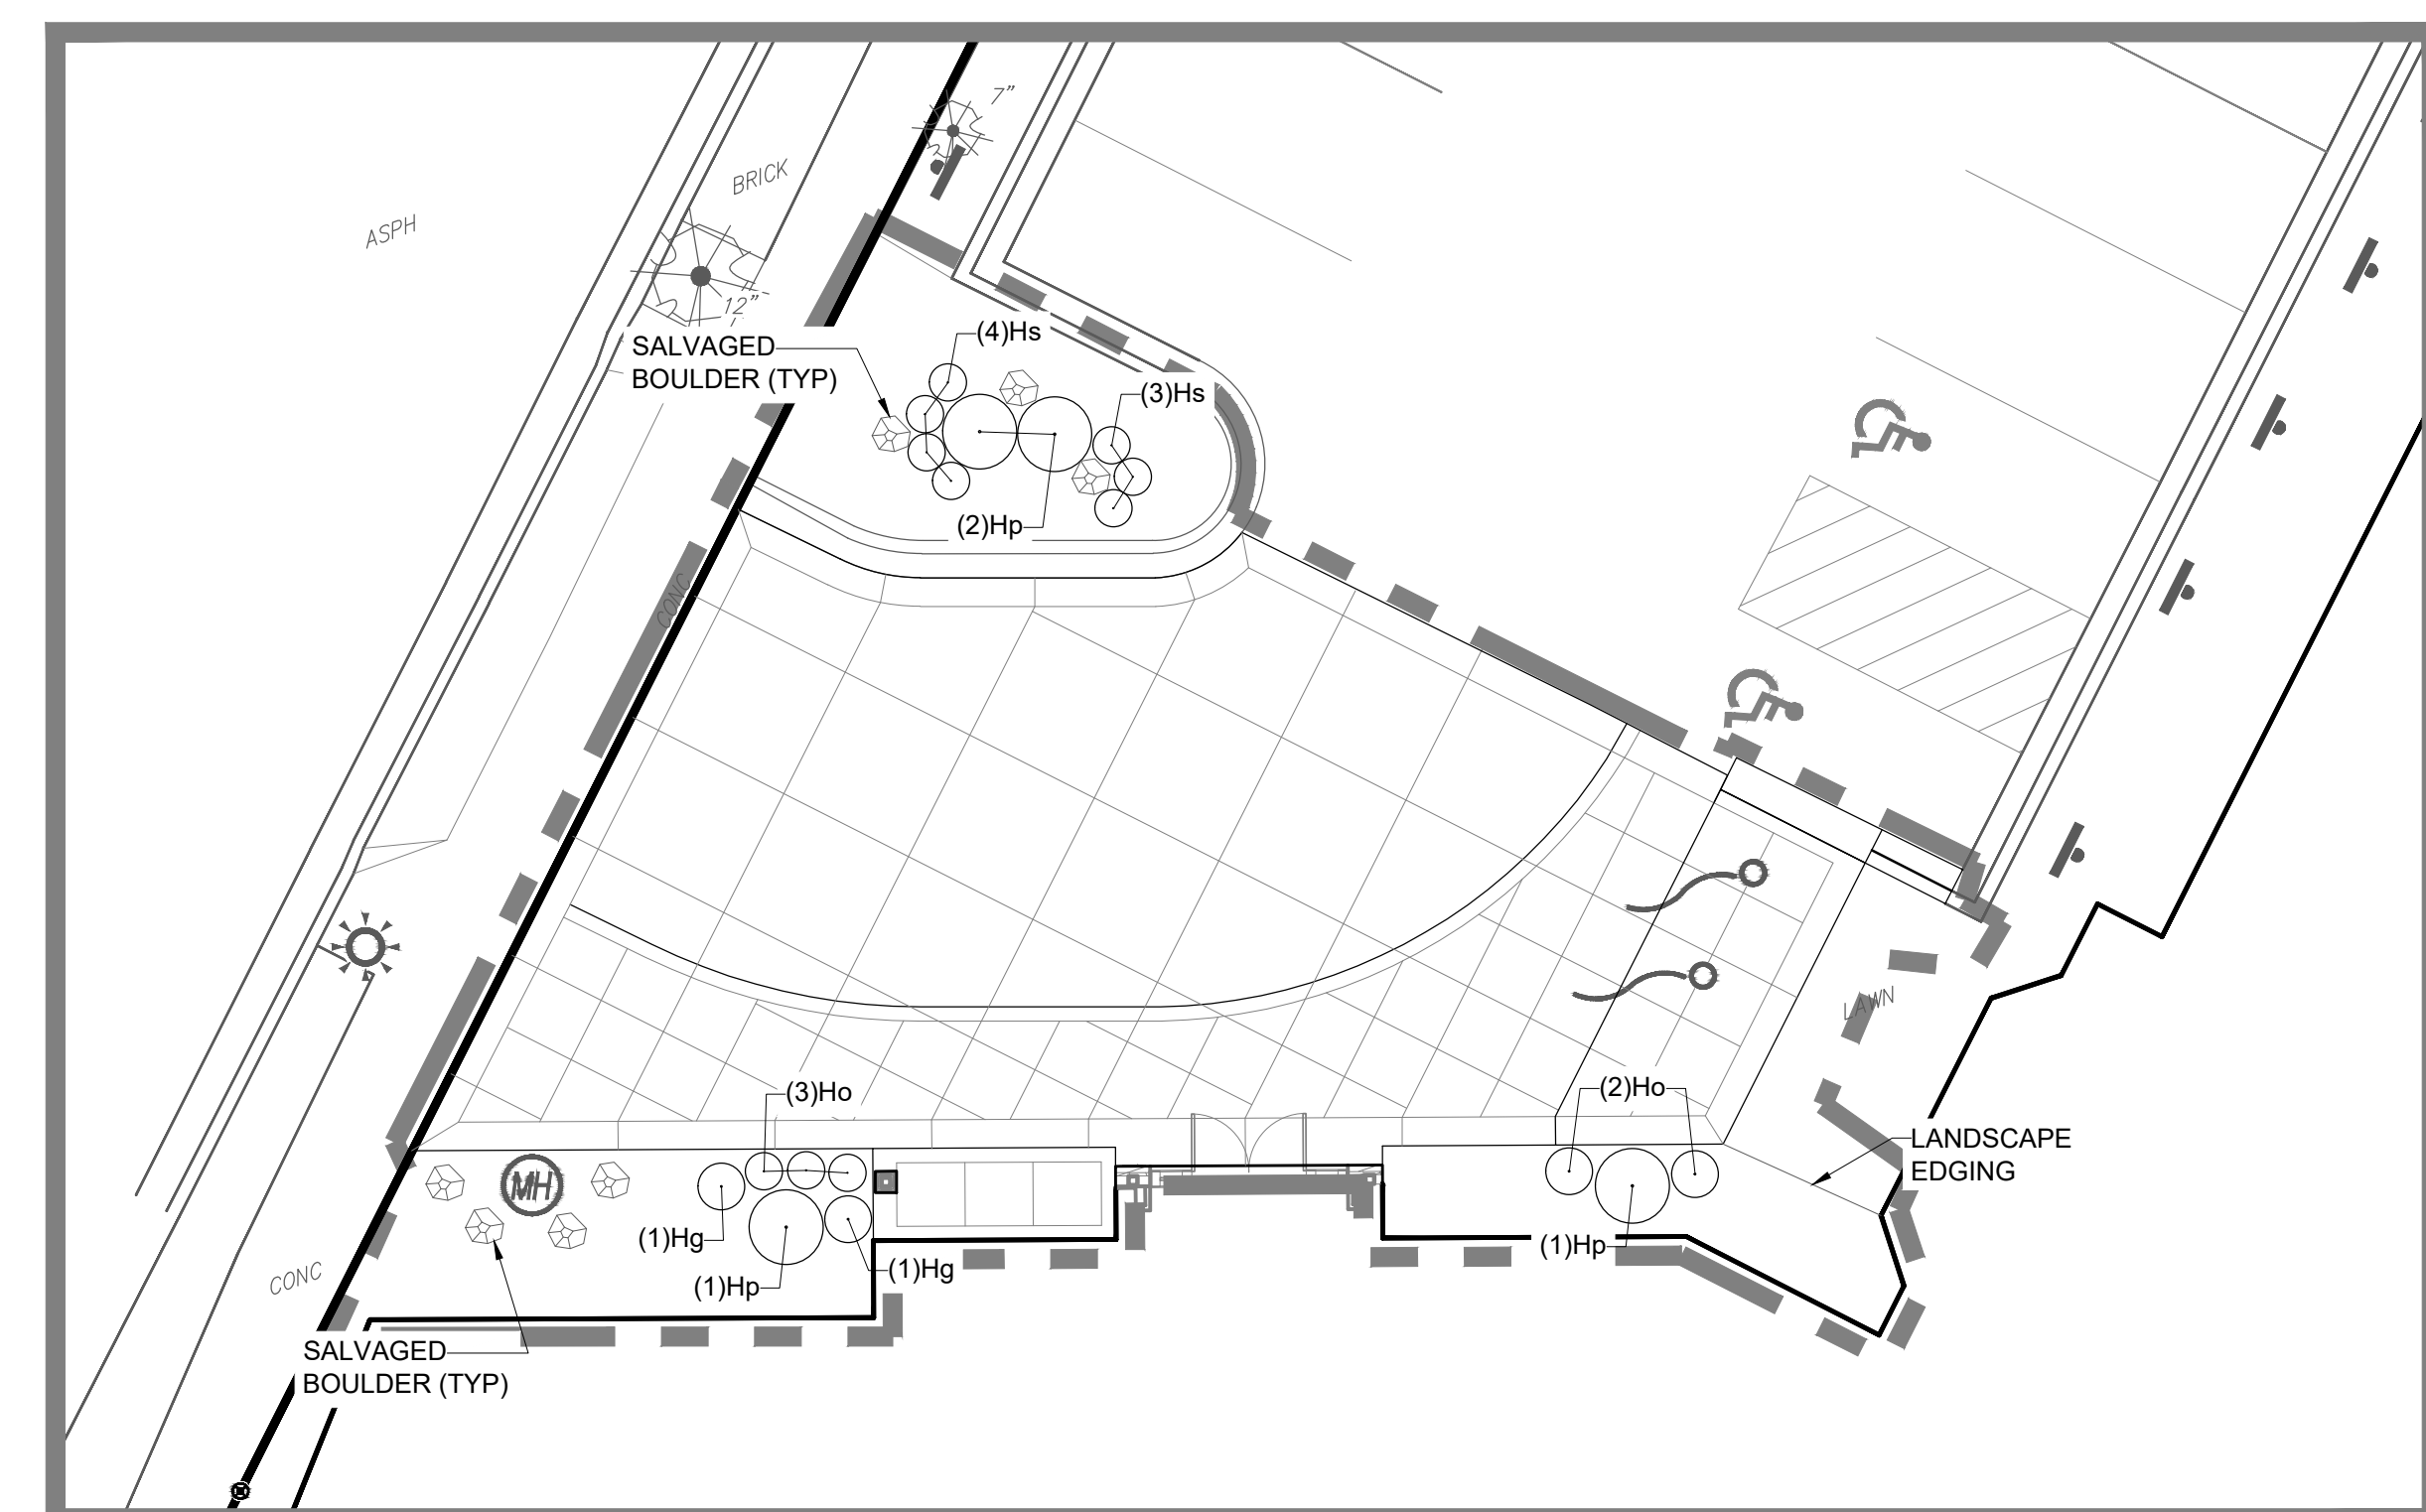 7"
BRICK
ASPH
12"
(4)Hs
SALVAGED
BOULDER (TYP)
(3)Hs
(2)Hp
CONC
LAWN
(3)Ho
(2)Ho
LANDSCAPE
EDGING
MH
(1)Hg
(1)Hp
(1)Hg
(1)Hp
CONC
SALVAGED
BOULDER (TYP)